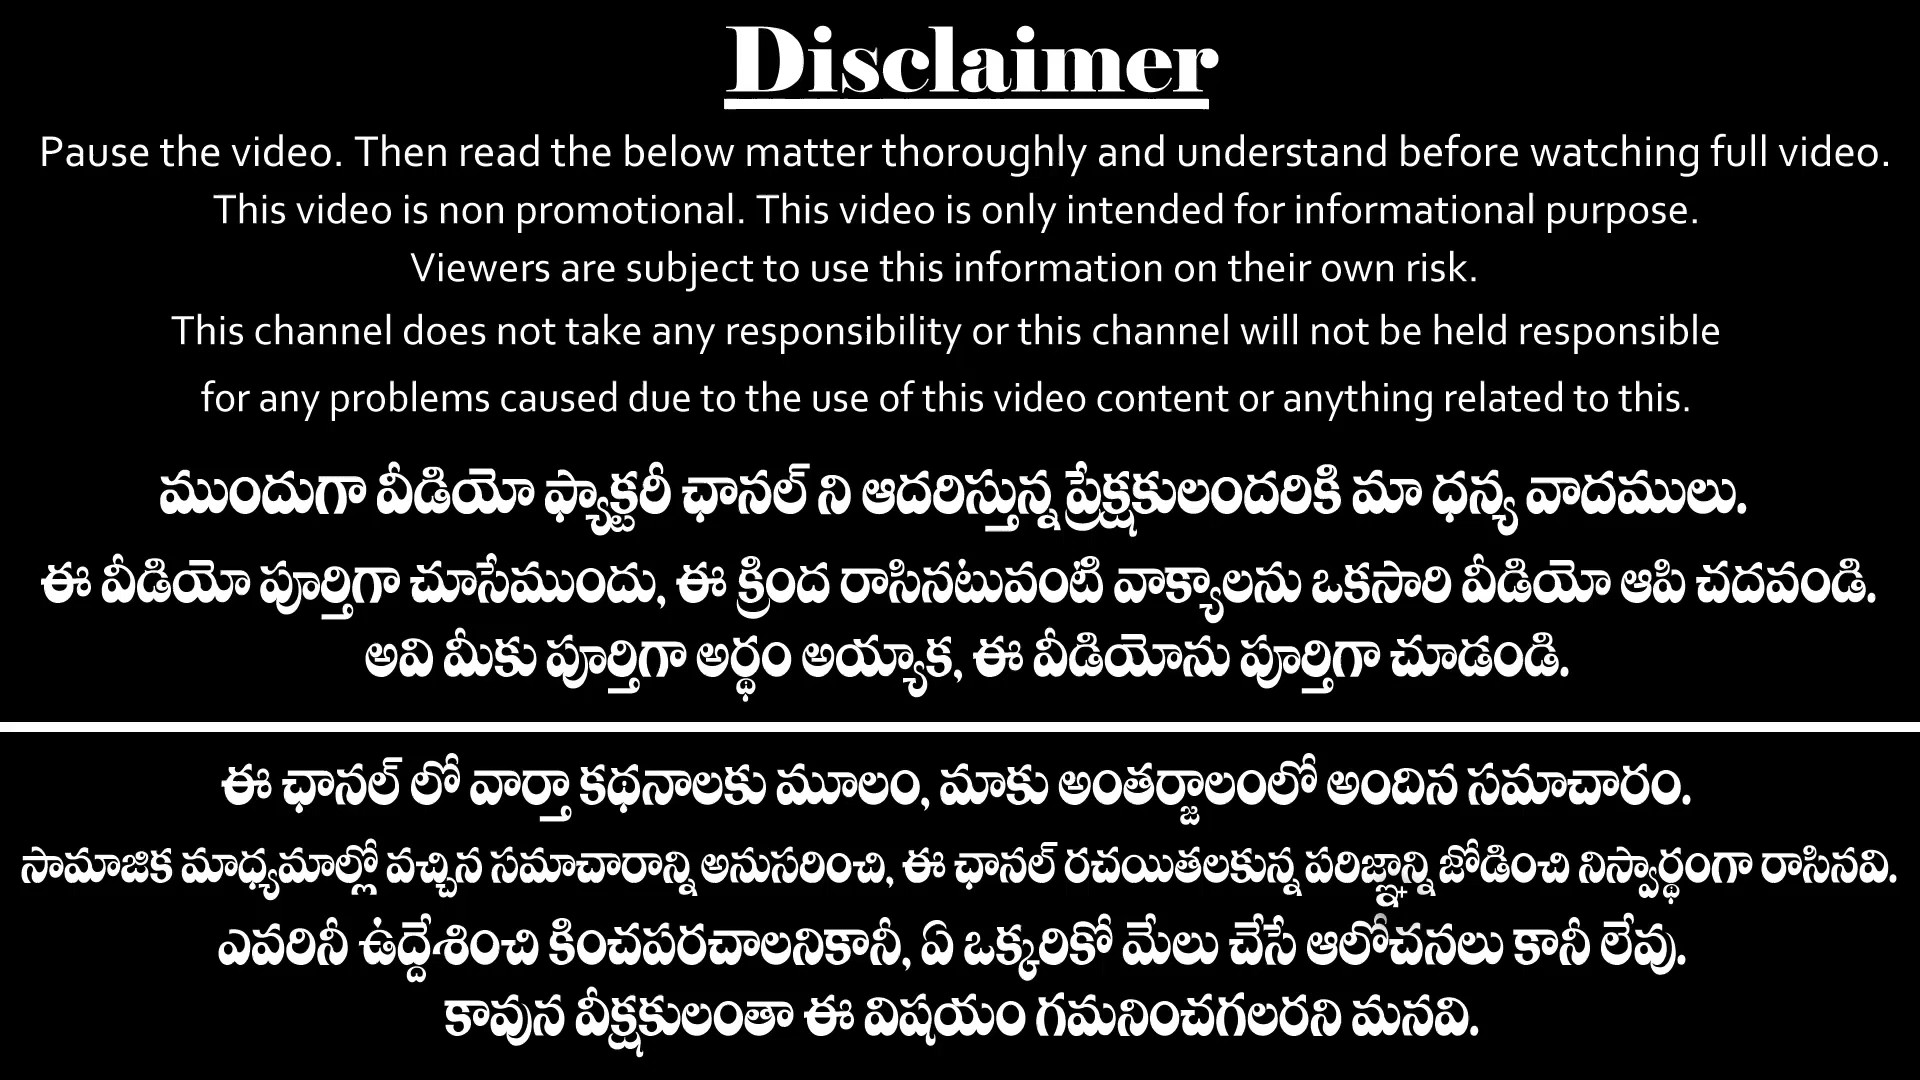 Disclaimer
Pause the video. Then read the below matter thoroughly and understand before watching full video.
This video is non promotional. This video is only intended for informational purpose.
Viewers are subject to use this information on their own risk.
This channel does not take any responsibility or this channel will not be held responsible
for any problems caused due to the use of this video content or anything related to this.
ముందుగా వీడియో ఫ్యాక్టరీ ఛానల్ ని ఆదరిస్తున్న ప్రేక్షకులందరికి మా ధన్య వాదములు.
ఈ వీడియో పూర్తిగా చూసేముందు, ఈ క్రింద రాసినటువంటి వాక్యాలను ఒకసారి వీడియో ఆపి చదవండి.
అవి మీకు పూర్తిగా అర్థం అయ్యాక, ఈ వీడియోను పూర్తిగా చూడండి.
ఈ ఛానల్ లో వార్తా కథనాలకు మూలం, మాకు అంతర్జాలంలో అందిన సమాచారం.
సామాజిక మాధ్యమాల్లో వచ్చిన సమాచారాన్ని అనుసరించి, ఈ ఛానల్ రచయితలకున్న పరిజ్ఞాన్ని జోడించి నిస్వార్థంగా రాసినవి.
ఎవరినీ ఉద్దేశించి కించపరచాలనికానీ, ఏ ఒక్కరికో మేలు చేసే ఆలోచనలు కానీ లేవు.
కావున వీక్షకులంతా ఈ విషయం గమనించగలరని మనవి.